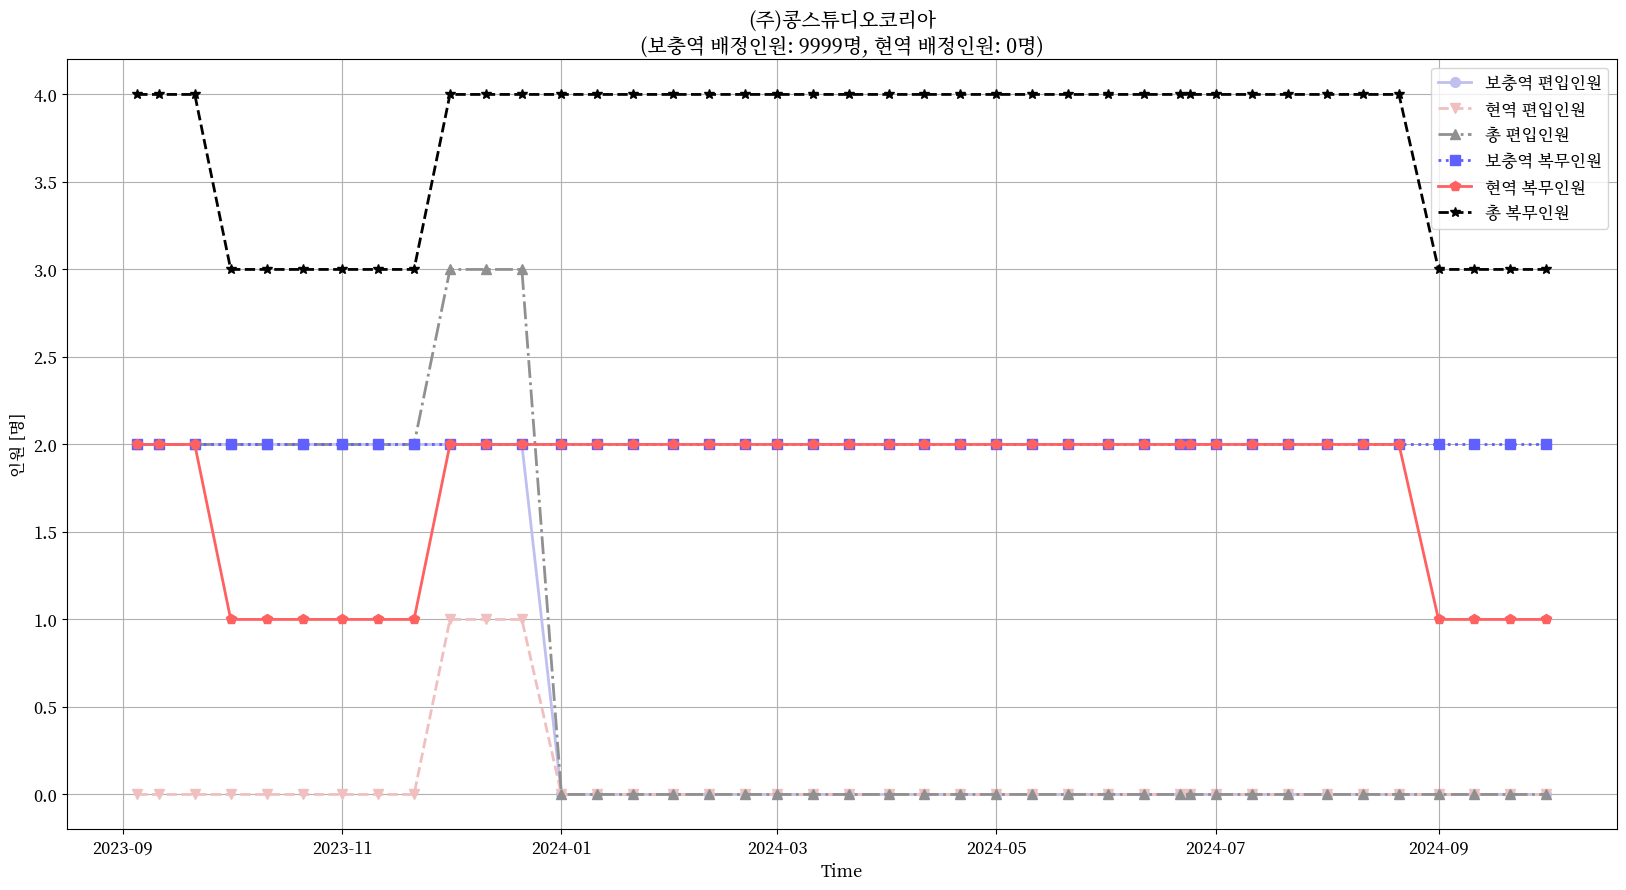 (주)콩스튜디오코리아
(보충역 배정인원: 9999명, 현역 배정인원: 0명)
보충역 편입인원
현역 편입인원
총 편입인원
보충역 복무인원
현역 복무인원
총 복무인원
4.0
3.5
3.0
2.5
2.0
1.5
1.0
0.5
0.0
인원 [명]
2023-09
2023-11
2024-01
2024-03
2024-05
2024-07
2024-09
Time